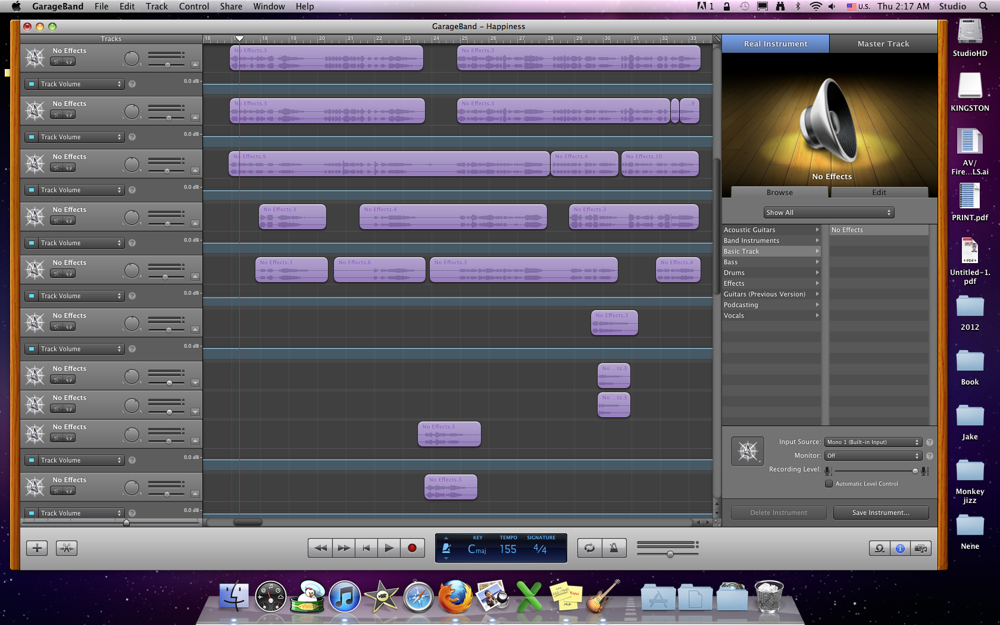 GarageBand File Edit Track Control Share Window Help
1 U.S. Thu 2:17 AM Studio
GarageBand – Happiness
Tracks
16 18 19 20 21 22 23 24 25 26 27 28 29 30 31 32 33
Real Instrument Master Track
No Effects
No Effects.3 No Effects.3
Track Volume ? 0.0 dB
No Effects
No Effects.3 No Effects.3 ....9
Track Volume ? 0.0 dB
No Effects
No Effects.9 No Effects.4 No Effects.10
Track Volume ? 0.0 dB
No Effects
No Effects.3 No Effects.4 No Effects.3
Track Volume ? 0.0 dB
No Effects
No Effects.3 No Effects.6 No Effects.3 No Effects.4
Track Volume ? 0.0 dB
No Effects
No Effects.3
Track Volume ? 0.0 dB
No Effects
No ...ts.3
No Effects
No ...ts.3
No Effects
No Effects.3
Track Volume ? 0.0 dB
No Effects
No Effects.3
Track Volume ? 0.0 dB
No Effects
Browse Edit
Show All
Acoustic Guitars
Band Instruments
Basic Track
Bass
Drums
Effects
Guitars (Previous Version)
Podcasting
Vocals
No Effects
Input Source: Mono 1 (Built-in Input) ?
Monitor: Off ?
Recording Level:
Automatic Level Control
Delete Instrument Save Instrument...
KEY TEMPO SIGNATURE
Cmaj 155 4/4
StudioHD
KINGSTON
AV/
Fire...LS.ai
PRINT.pdf
PDF
Untitled-1.
pdf
2012
Book
Jake
Monkey
jizz
Nene